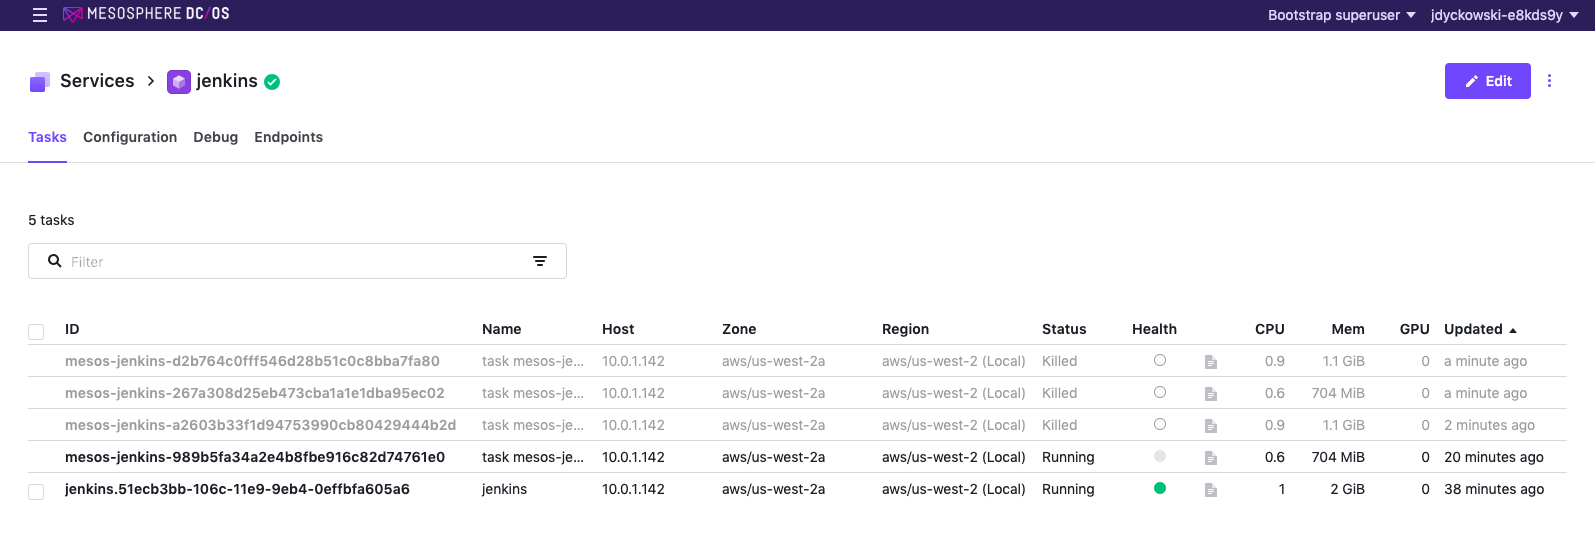 MESOSPHERE DC/OS Bootstrap superuser jdyckowski-e8kds9y
Services jenkins Edit
Tasks Configuration Debug Endpoints
5 tasks
Filter
ID Name Host Zone Region Status Health CPU Mem GPU Updated
mesos-jenkins-d2b764c0fff546d28b51c0c8bba7fa80 task mesos-je... 10.0.1.142 aws/us-west-2a aws/us-west-2 (Local) Killed 0.9 1.1 GiB 0 a minute ago
mesos-jenkins-267a308d25eb473cba1a1e1dba95ec02 task mesos-je... 10.0.1.142 aws/us-west-2a aws/us-west-2 (Local) Killed 0.6 704 MiB 0 a minute ago
mesos-jenkins-a2603b33f1d94753990cb80429444b2d task mesos-je... 10.0.1.142 aws/us-west-2a aws/us-west-2 (Local) Killed 0.9 1.1 GiB 0 2 minutes ago
mesos-jenkins-989b5fa34a2e4b8fbe916c82d74761e0 task mesos-je... 10.0.1.142 aws/us-west-2a aws/us-west-2 (Local) Running 0.6 704 MiB 0 20 minutes ago
jenkins.51ecb3bb-106c-11e9-9eb4-0effbfa605a6 jenkins 10.0.1.142 aws/us-west-2a aws/us-west-2 (Local) Running 1 2 GiB 0 38 minutes ago